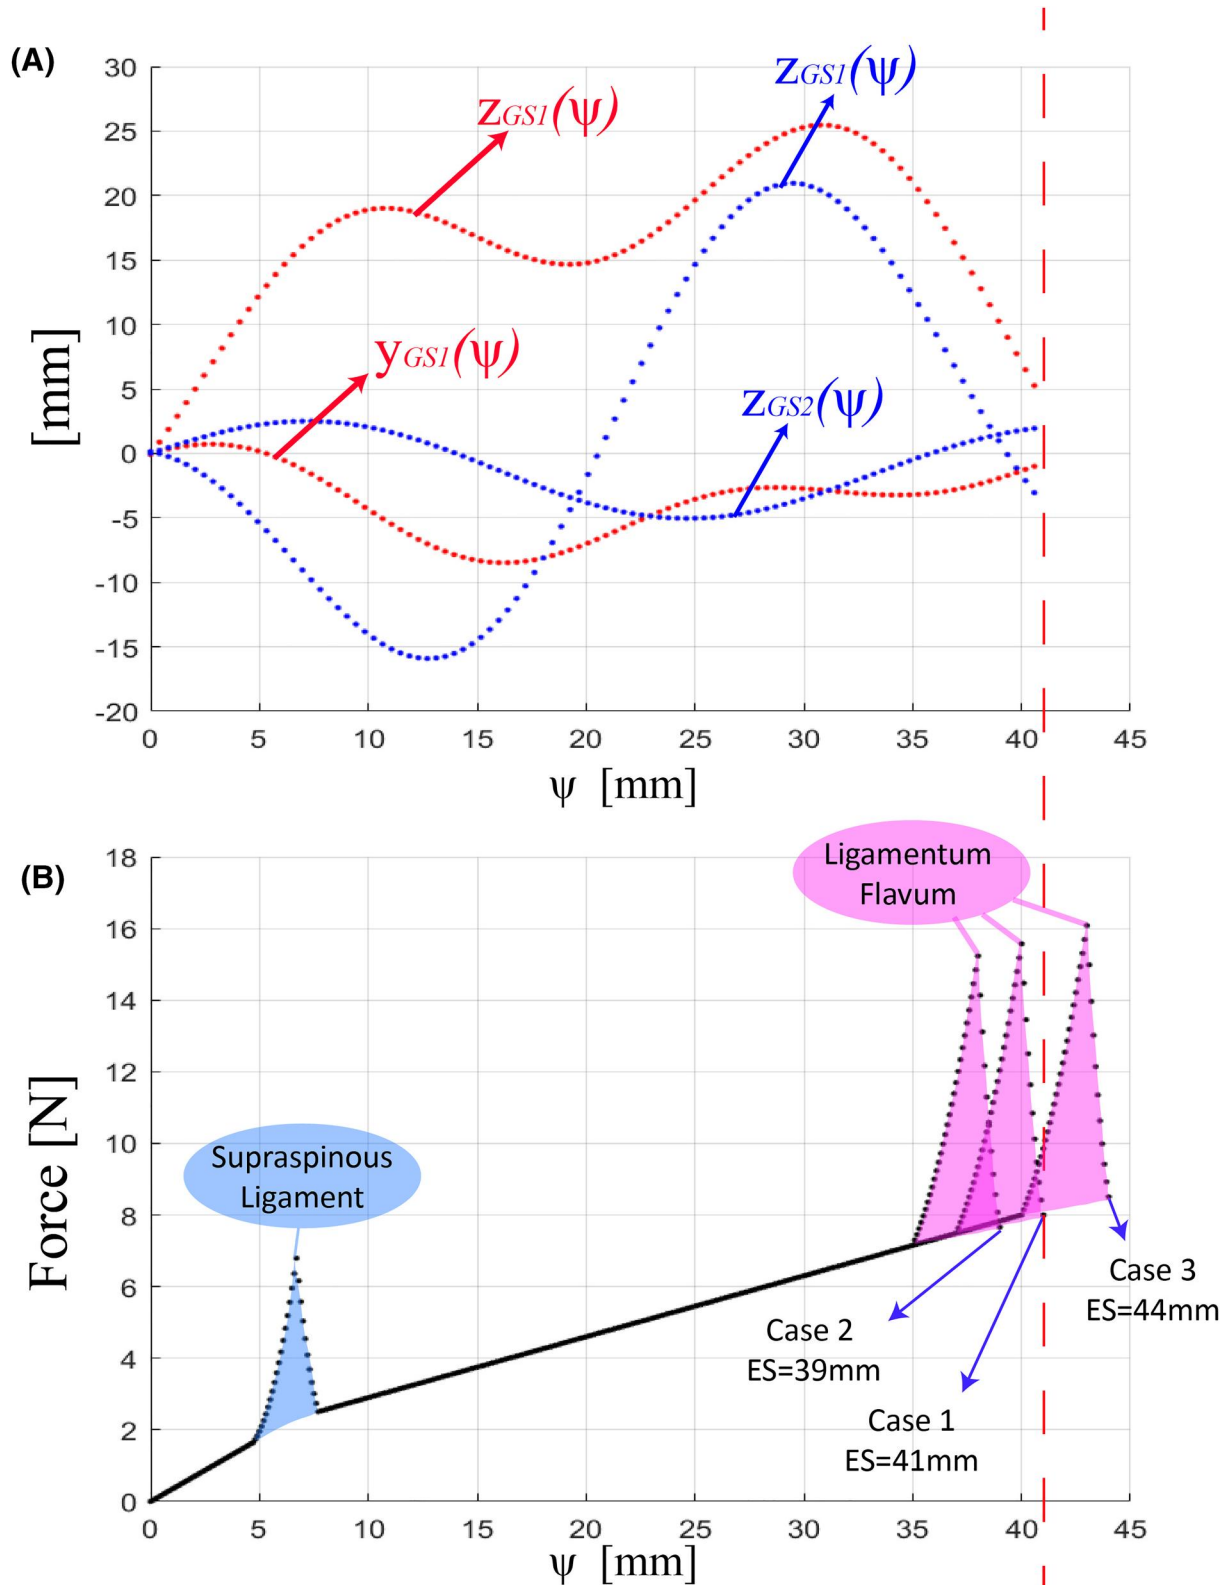 (A)
zGS1(ψ)
zGS1(ψ)
yGS1(ψ)
zGS2(ψ)
[mm]
30
25
20
15
10
5
0
-5
-10
-15
-20
0 5 10 15 20 25 30 35 40 45
ψ [mm]
(B)
Ligamentum
Flavum
Supraspinous
Ligament
Force [N]
18
16
14
12
10
8
6
4
2
0
Case 3
ES=44mm
Case 2
ES=39mm
Case 1
ES=41mm
0 5 10 15 20 25 30 35 40 45
ψ [mm]